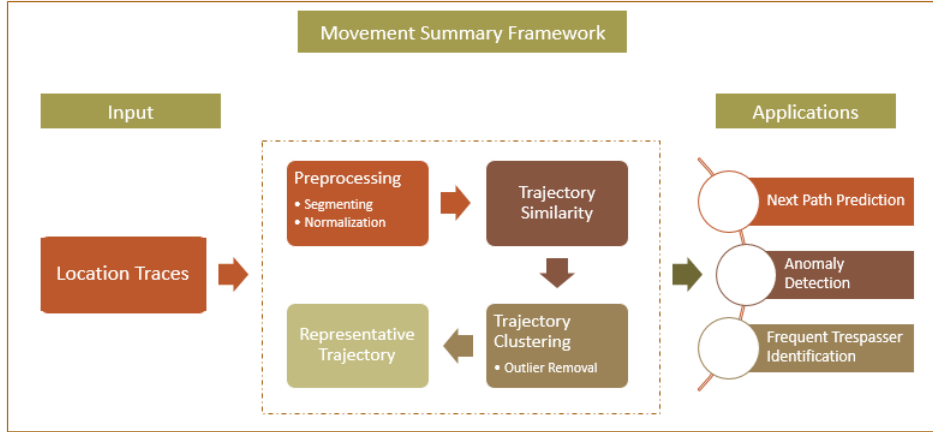 Movement Summary Framework
Input
Applications
Preprocessing
• Segmenting
• Normalization
Trajectory
Similarity
Next Path Prediction
Location Traces
Anomaly
Detection
Representative
Trajectory
Trajectory
Clustering
• Outlier Removal
Frequent Trespasser
Identification